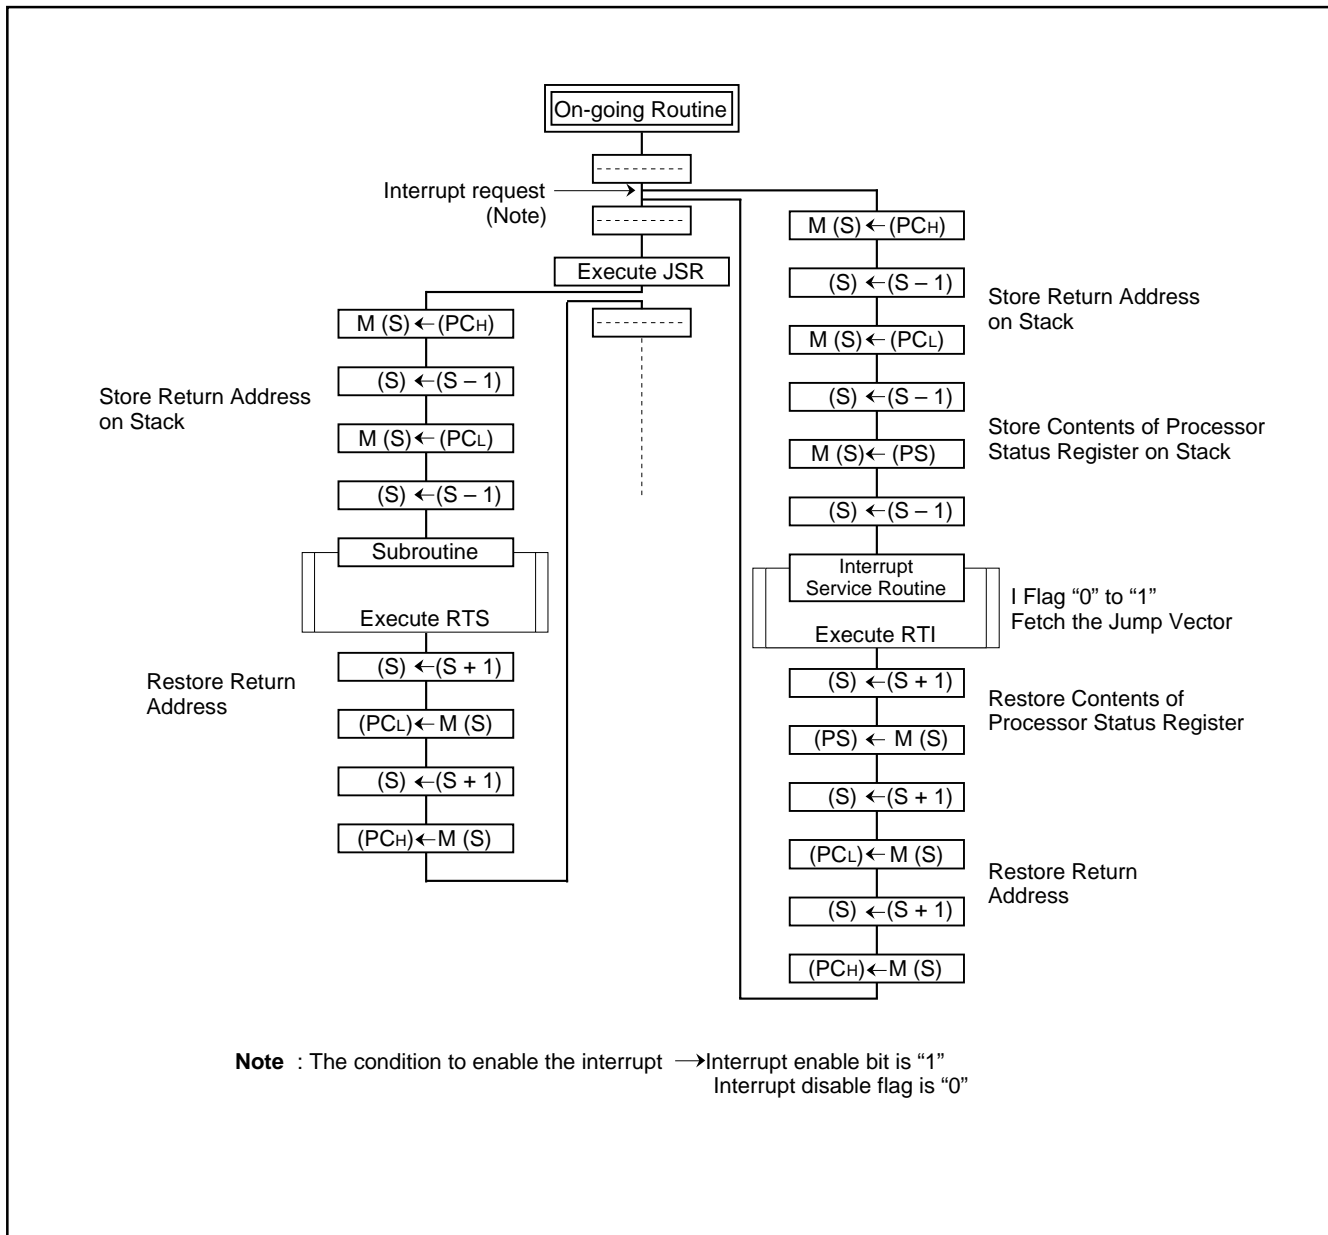 On-going Routine
Interrupt request
(Note)
Execute JSR
M (S) ← (PCH)
(S) ← (S – 1)
M (S) ← (PCL)
(S) ← (S – 1)
Store Return Address
on Stack
Subroutine
Execute RTS
(S) ← (S + 1)
(PCL) ← M (S)
(S) ← (S + 1)
(PCH) ← M (S)
Restore Return
Address
M (S) ← (PCH)
(S) ← (S – 1)
M (S) ← (PCL)
(S) ← (S – 1)
M (S) ← (PS)
(S) ← (S – 1)
Store Return Address
on Stack
Store Contents of Processor
Status Register on Stack
Interrupt
Service Routine
Execute RTI
I Flag “0” to “1”
Fetch the Jump Vector
(S) ← (S + 1)
(PS) ← M (S)
(S) ← (S + 1)
(PCL) ← M (S)
(S) ← (S + 1)
(PCH) ← M (S)
Restore Contents of
Processor Status Register
Restore Return
Address
Note : The condition to enable the interrupt → Interrupt enable bit is “1”
Interrupt disable flag is “0”